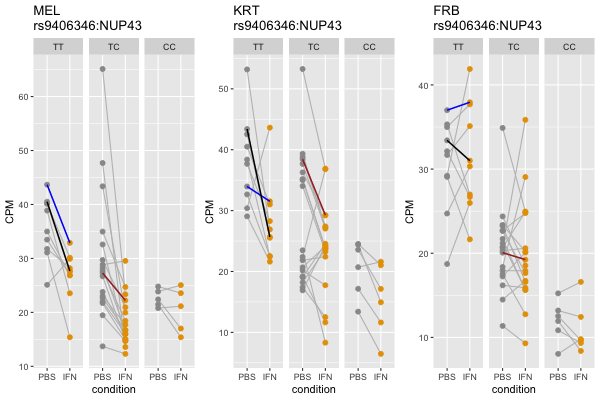 MEL
rs9406346:NUP43
TT TC CC
CPM
60
50
40
30
20
10
PBS IFN PBS IFN PBS IFN
condition
KRT
rs9406346:NUP43
TT TC CC
CPM
50
40
30
20
10
PBS IFN PBS IFN PBS IFN
condition
FRB
rs9406346:NUP43
TT TC CC
CPM
40
30
20
10
PBS IFN PBS IFN PBS IFN
condition